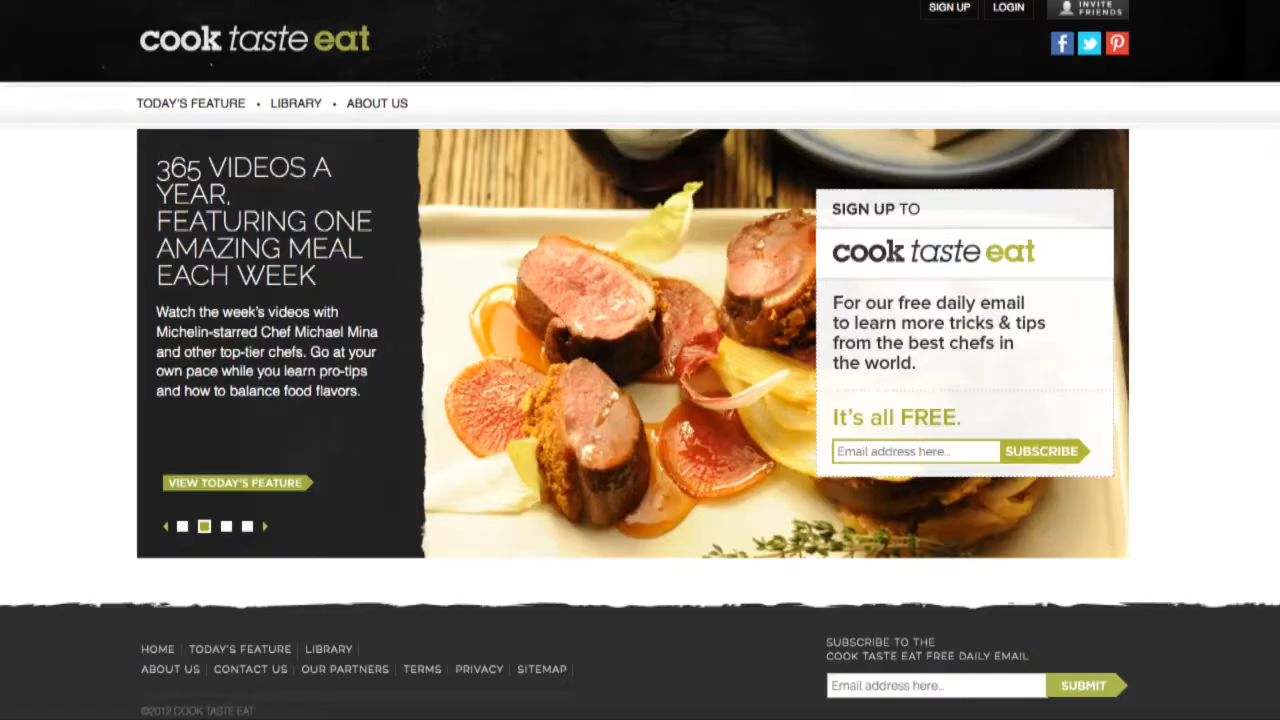 SIGN UP
LOGIN
INVITE
FRIENDS
cook taste eat
TODAY'S FEATURE • LIBRARY • ABOUT US
365 VIDEOS A
YEAR,
FEATURING ONE
AMAZING MEAL
EACH WEEK
Watch the week's videos with
Michelin-starred Chef Michael Mina
and other top-tier chefs. Go at your
own pace while you learn pro-tips
and how to balance food flavors.
VIEW TODAY'S FEATURE
SIGN UP TO
cook taste eat
For our free daily email
to learn more tricks & tips
from the best chefs in
the world.
It's all FREE.
Email address here...
SUBSCRIBE
HOME | TODAY'S FEATURE | LIBRARY |
ABOUT US | CONTACT US | OUR PARTNERS | TERMS | PRIVACY | SITEMAP |
©2012 COOK TASTE EAT
SUBSCRIBE TO THE
COOK TASTE EAT FREE DAILY EMAIL
Email address here...
SUBMIT